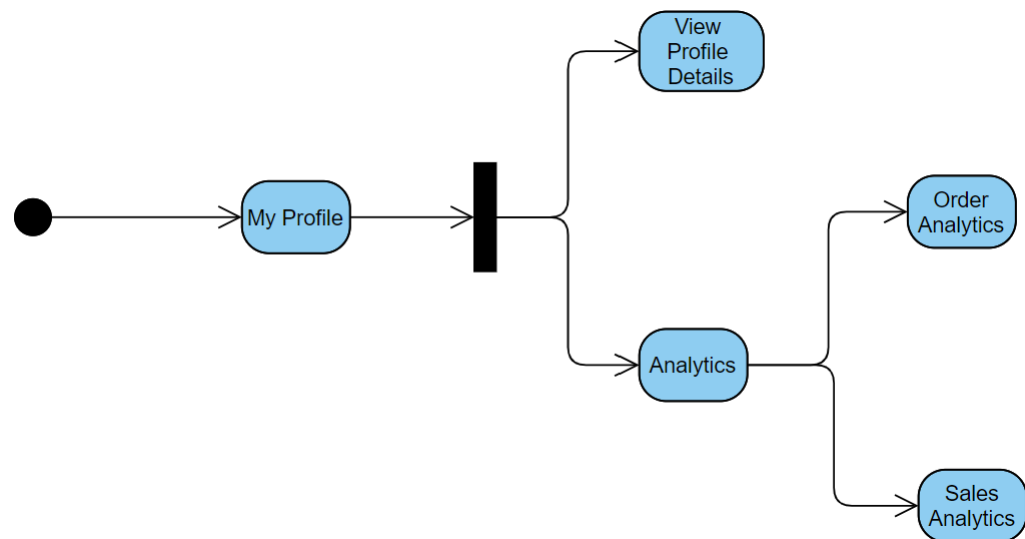 View
Profile
Details
My Profile
Order
Analytics
Analytics
Sales
Analytics